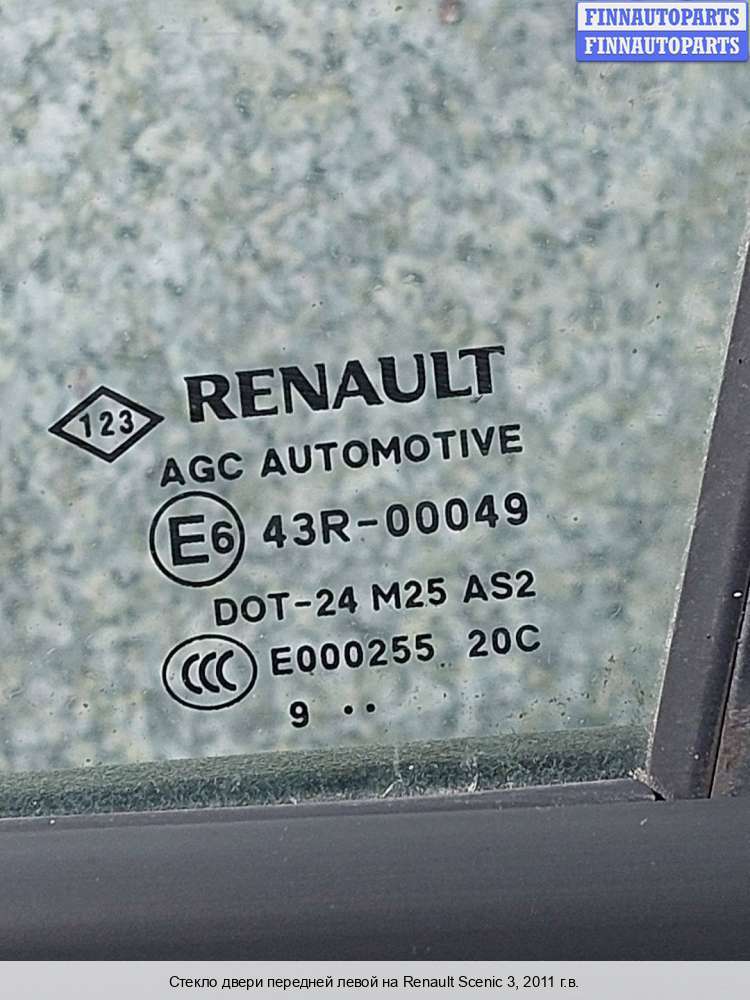 FINNAUTOPARTS
FINNAUTOPARTS
RENAULT
123
AGC AUTOMOTIVE
E6 43R-00049
DOT-24 M25 AS2
CCC E000255 20C
9 ··
Стекло двери передней левой на Renault Scenic 3, 2011 г.в.